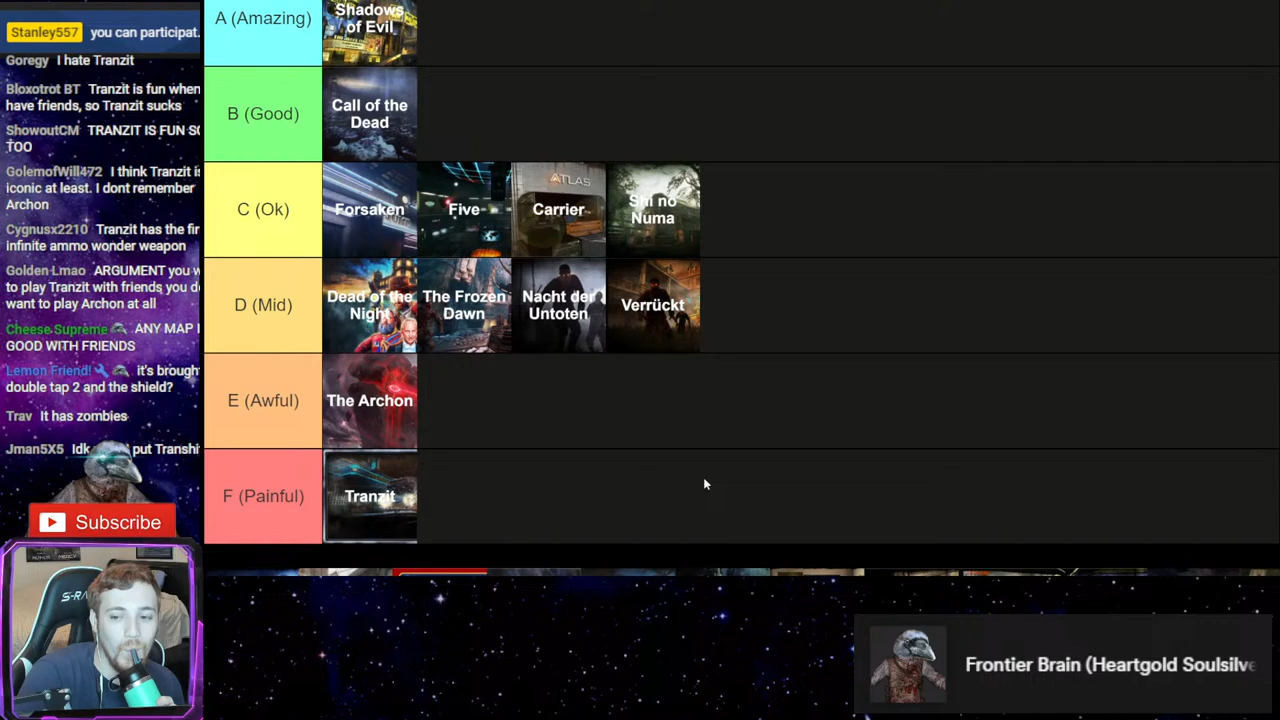 Stanley557 you can participat.
Goregy I hate Tranzit
Bloxotrot BT Tranzit is fun when
have friends, so Tranzit sucks
ShowoutCM TRANZIT IS FUN SO
TOO
GolemofWill472 I think Tranzit is
iconic at least. I dont remember
Archon
Cygnusx2210 Tranzit has the fir
infinite ammo wonder weapon
Golden Lmao ARGUMENT you w
to play Tranzit with friends you do
want to play Archon at all
Cheese Supreme ANY MAP I
GOOD WITH FRIENDS
Lemon Friend! it's brought
double tap 2 and the shield?
Trav It has zombies
Jman5X5 Idk put Transhi
Subscribe
A (Amazing)
Shadows
of Evil
B (Good)
Call of the
Dead
C (Ok)
Forsaken
Five
ATLAS
Carrier
Shi no
Numa
D (Mid)
Dead of the
Night
The Frozen
Dawn
Nacht der
Untoten
Verrückt
E (Awful)
The Archon
F (Painful)
Tranzit
Frontier Brain (Heartgold Soulsilve